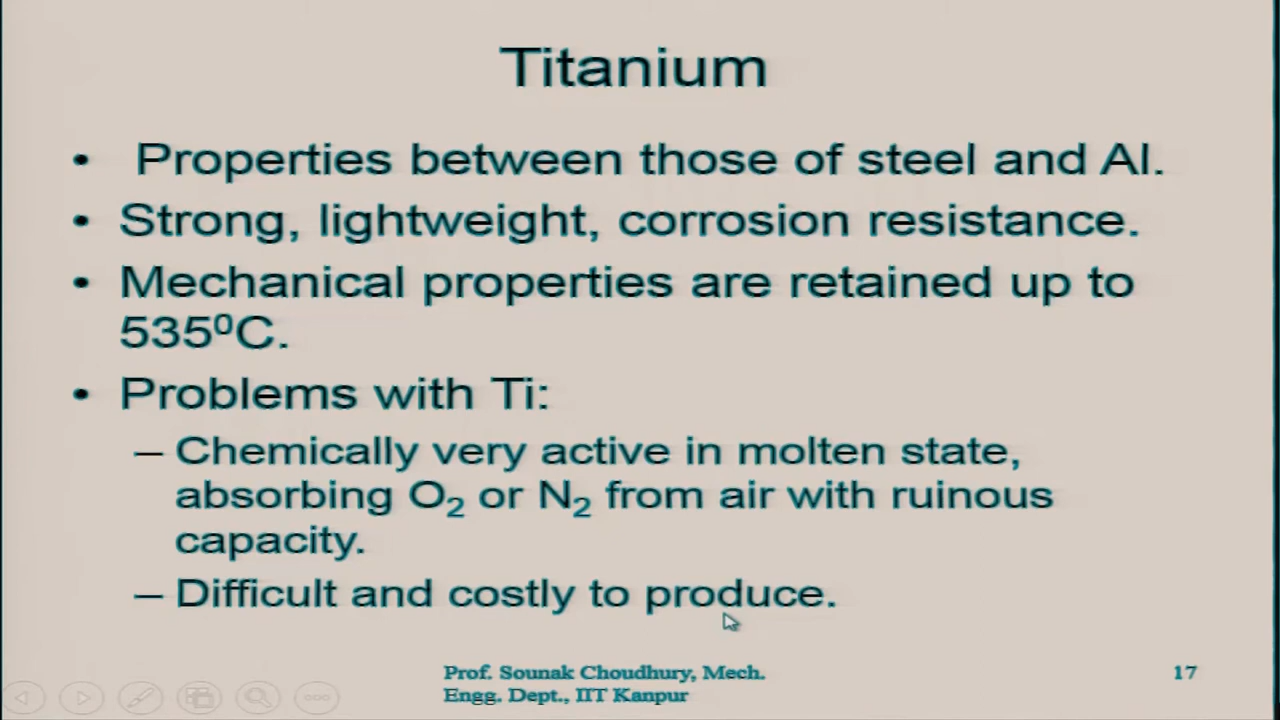 Titanium
• Properties between those of steel and Al.
• Strong, lightweight, corrosion resistance.
• Mechanical properties are retained up to
535⁰C.
• Problems with Ti:
– Chemically very active in molten state,
absorbing O₂ or N₂ from air with ruinous
capacity.
– Difficult and costly to produce.
Prof. Sounak Choudhury, Mech.
Engg. Dept., IIT Kanpur
17